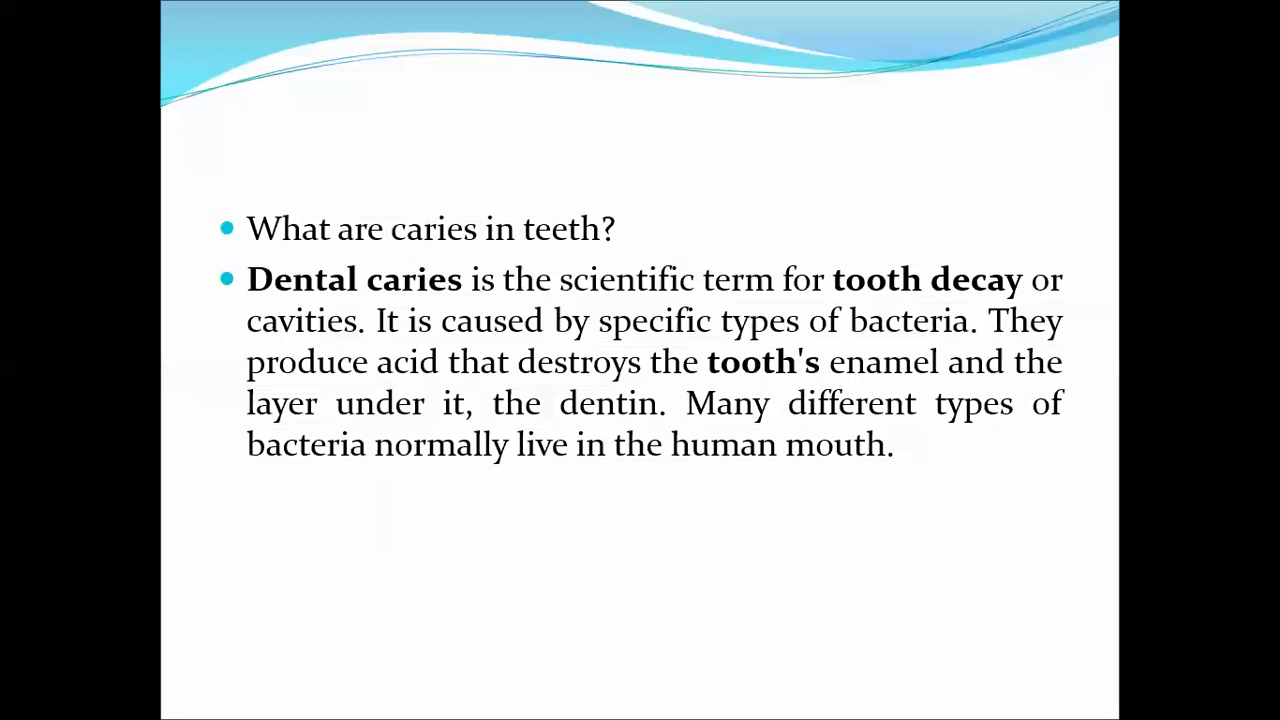 What are caries in teeth?
Dental caries is the scientific term for tooth decay or
cavities. It is caused by specific types of bacteria. They
produce acid that destroys the tooth's enamel and the
layer under it, the dentin. Many different types of
bacteria normally live in the human mouth.